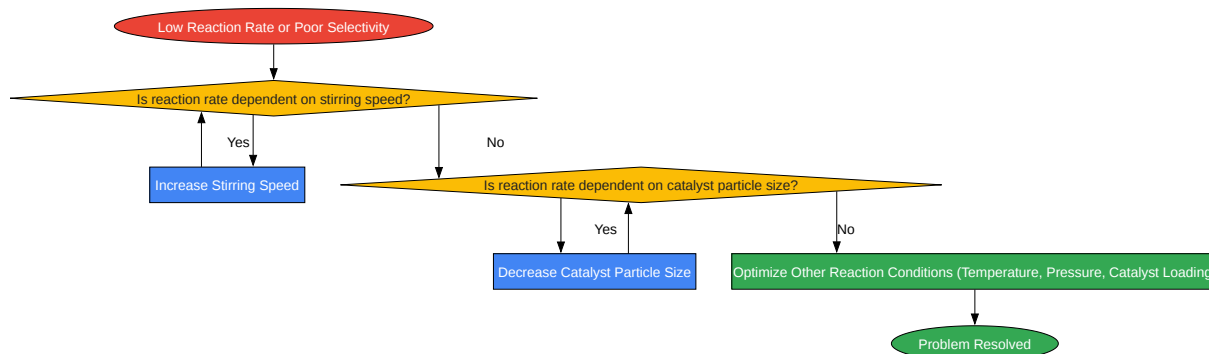 Low Reaction Rate or Poor Selectivity
Is reaction rate dependent on stirring speed?
Yes
No
Increase Stirring Speed
Is reaction rate dependent on catalyst particle size?
Yes
No
Decrease Catalyst Particle Size
Optimize Other Reaction Conditions (Temperature, Pressure, Catalyst Loading
Problem Resolved